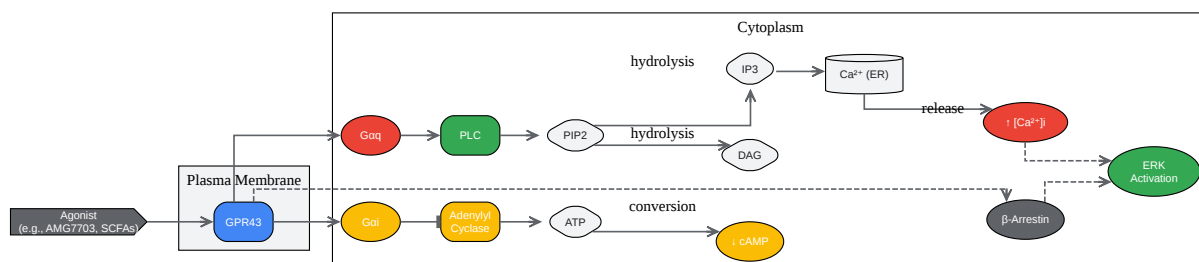 Cytoplasm
hydrolysis
IP3
Ca²⁺ (ER)
release
↑ [Ca²⁺]i
Gαq
PLC
PIP2
hydrolysis
DAG
ERK
Activation
Plasma Membrane
Agonist
(e.g., AMG7703, SCFAs)
GPR43
Gαi
Adenylyl
Cyclase
ATP
conversion
↓ cAMP
β-Arrestin